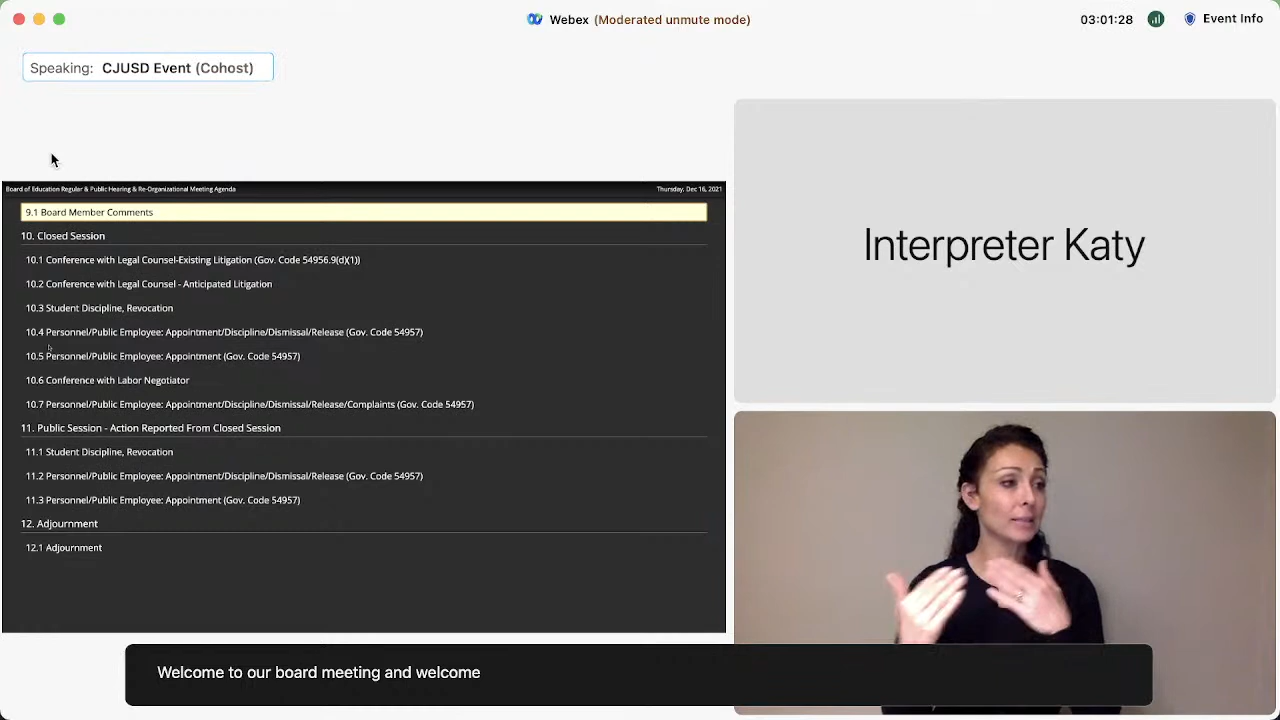 Webex (Moderated unmute mode)
03:01:28
Event Info
Speaking: CJUSD Event (Cohost)
Board of Education Regular & Public Hearing & Re-Organizational Meeting Agenda
Thursday, Dec 16, 2021
9.1 Board Member Comments
10. Closed Session
10.1 Conference with Legal Counsel-Existing Litigation (Gov. Code 54956.9(d)(1))
10.2 Conference with Legal Counsel - Anticipated Litigation
10.3 Student Discipline, Revocation
10.4 Personnel/Public Employee: Appointment/Discipline/Dismissal/Release (Gov. Code 54957)
10.5 Personnel/Public Employee: Appointment (Gov. Code 54957)
10.6 Conference with Labor Negotiator
10.7 Personnel/Public Employee: Appointment/Discipline/Dismissal/Release/Complaints (Gov. Code 54957)
11. Public Session - Action Reported From Closed Session
11.1 Student Discipline, Revocation
11.2 Personnel/Public Employee: Appointment/Discipline/Dismissal/Release (Gov. Code 54957)
11.3 Personnel/Public Employee: Appointment (Gov. Code 54957)
12. Adjournment
12.1 Adjournment
Interpreter Katy
Welcome to our board meeting and welcome